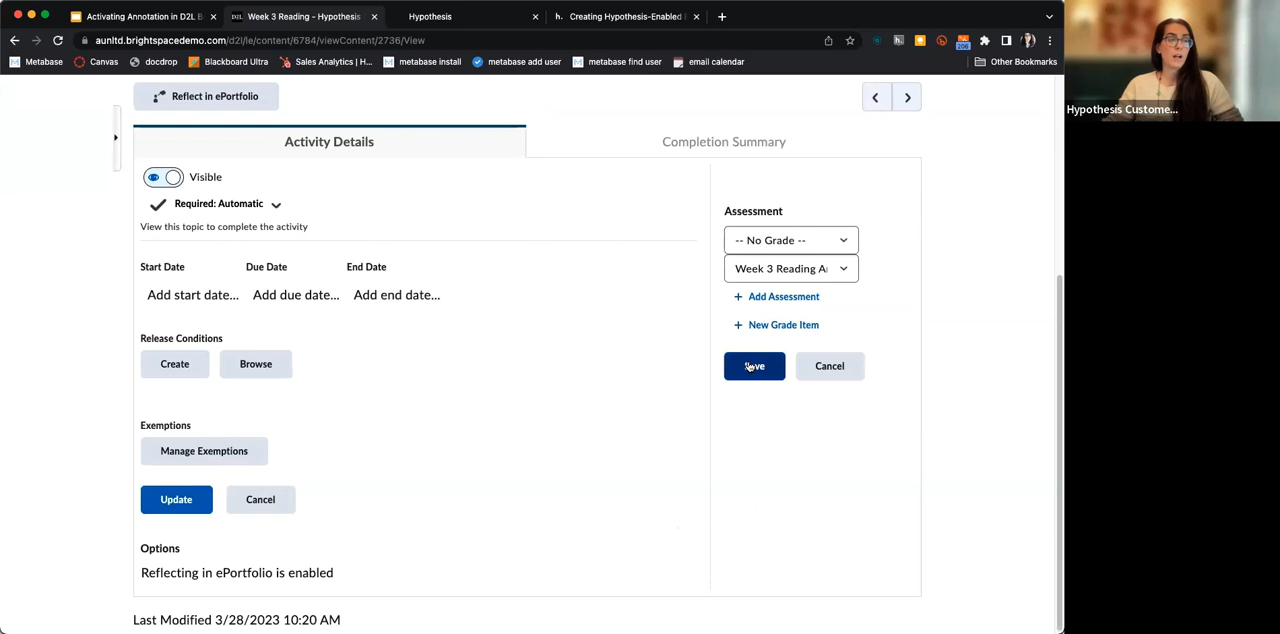 Activating Annotation in D2L B
Week 3 Reading - Hypothesis
Hypothesis
h. Creating Hypothesis-Enabled
aunltd.brightspacedemo.com/d2l/le/content/6784/viewContent/2736/View
206
Metabase
Canvas
docdrop
Blackboard Ultra
Sales Analytics | H...
metabase install
metabase add user
metabase find user
email calendar
Other Bookmarks
Hypothesis Custome...
Reflect in ePortfolio
Activity Details
Completion Summary
Visible
Required: Automatic
View this topic to complete the activity
Start Date
Due Date
End Date
Add start date...
Add due date...
Add end date...
Release Conditions
Create
Browse
Exemptions
Manage Exemptions
Update
Cancel
Options
Reflecting in ePortfolio is enabled
Assessment
-- No Grade --
Week 3 Reading A
+ Add Assessment
+ New Grade Item
Save
Cancel
Last Modified 3/28/2023 10:20 AM